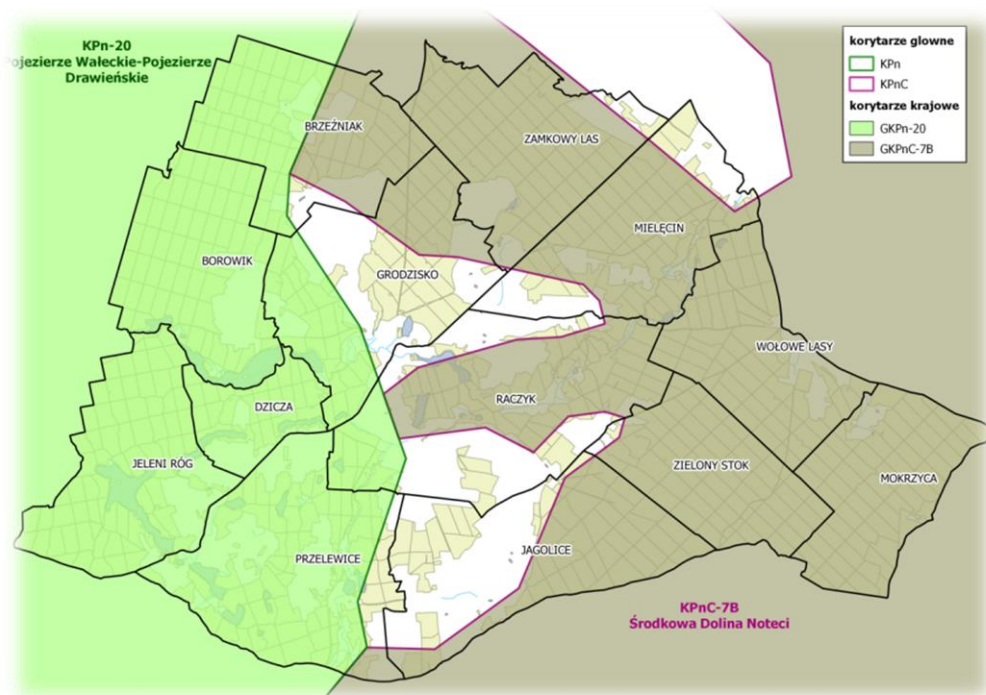 KPn-20
Pojezierze Wałeckie-Pojezierze
Drawieńskie
korytarze glowne
KPn
KPnC
korytarze krajowe
GKPn-20
GKPnC-7B
BRZEŹNIAK
ZAMKOWY LAS
MIELĘCIN
BOROWIK
GRODZISKO
WOŁOWE LASY
RACZYK
DZICZA
JELENI RÓG
ZIELONY STOK
MOKRZYCA
PRZELEWICE
JAGOLICE
KPnC-7B
Środkowa Dolina Noteci